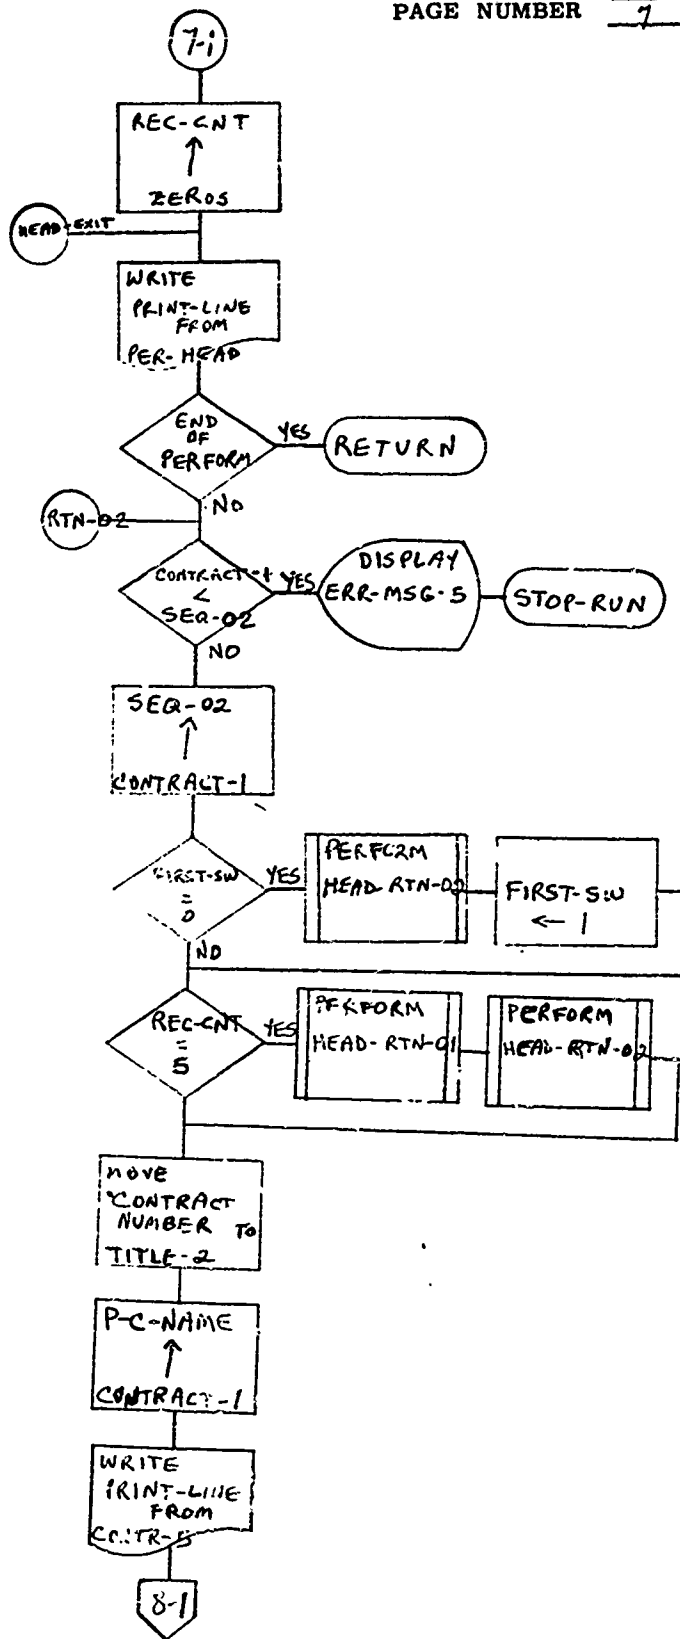 PAGE NUMBER 7
7-i
REC-CNT
↑
ZEROS
HEAD-EXIT
WRITE
PRINT-LINE
FROM
PER-HEAD
END
OF
PERFORM
YES
RETURN
NO
RTN-02
CONTRACT-1
<
SEQ-02
YES
DISPLAY
ERR-MSG-5
STOP-RUN
NO
SEQ-02
↑
CONTRACT-1
FIRST-SW
=
0
YES
PERFORM
HEAD RTN-02
FIRST-SW
← 1
NO
REC-CNT
=
5
YES
PERFORM
HEAD-RTN-01
PERFORM
HEAD-RTN-02
MOVE
"CONTRACT
NUMBER TO
TITLE-2
P-C-NAME
↑
CONTRACT-1
WRITE
PRINT-LINE
FROM
CONTR-5
8-1